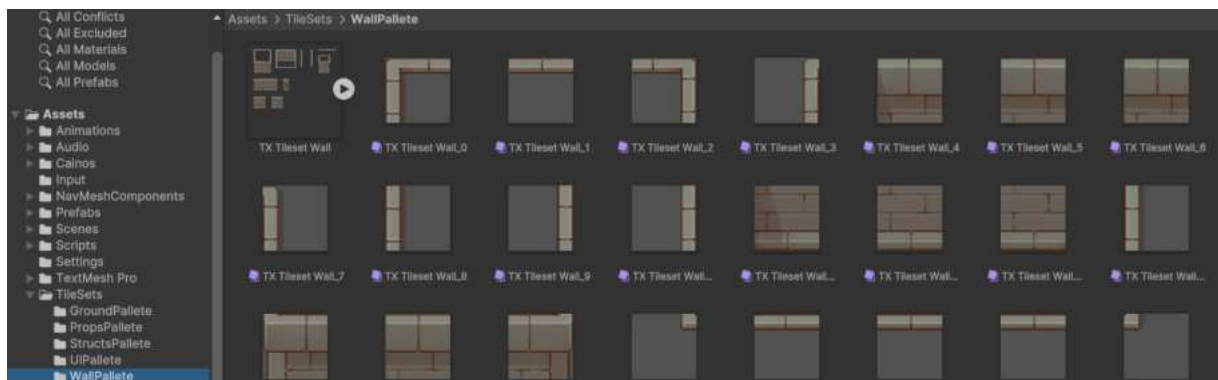 All Conflicts
All Excluded
All Materials
All Models
All Prefabs
Assets
Animations
Audio
Cainos
Input
NavMeshComponents
Prefabs
Scenes
Scripts
Settings
TextMesh Pro
TileSets
GroundPallete
PropsPallete
StructsPallete
UIPallete
WallPallete
Assets > TileSets > WallPallete
TX Tileset Wall TX Tileset Wall_0 TX Tileset Wall_1 TX Tileset Wall_2 TX Tileset Wall_3 TX Tileset Wall_4 TX Tileset Wall_5 TX Tileset Wall_6
TX Tileset Wall_7 TX Tileset Wall_8 TX Tileset Wall_9 TX Tileset Wall... TX Tileset Wall... TX Tileset Wall... TX Tileset Wall... TX Tileset Wall...